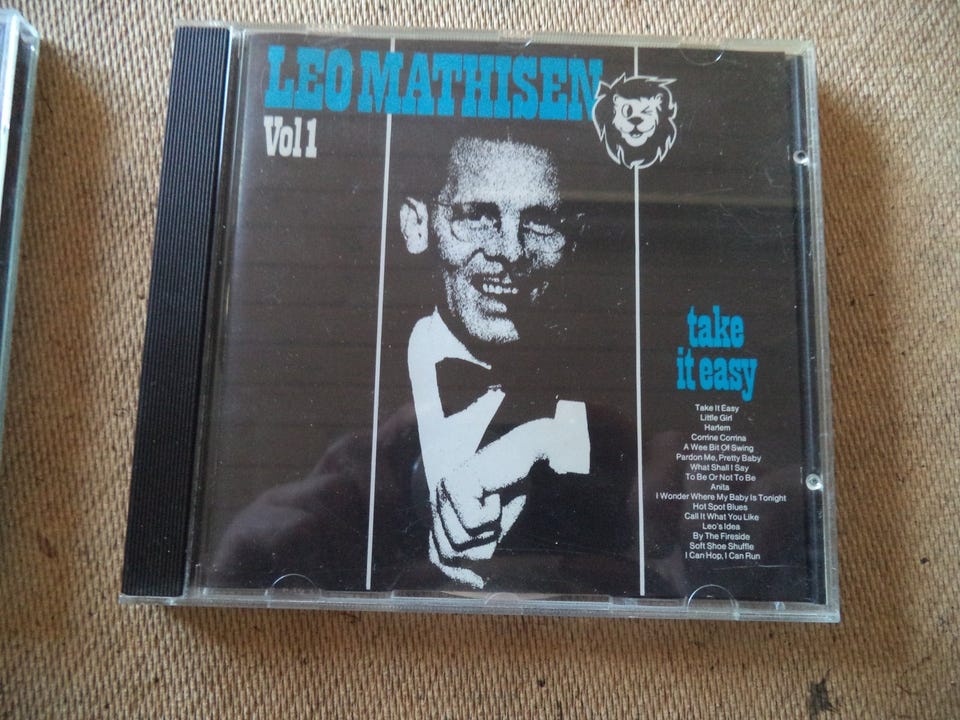 LEO MATHISEN
Vol 1
take
it easy
Take It Easy
Little Girl
Harlem
Corrine Corrina
A Wee Bit Of Swing
Pardon Me, Pretty Baby
What Shall I Say
To Be Or Not To Be
Anita
I Wonder Where My Baby Is Tonight
Hot Spot Blues
Call It What You Like
Leo's Idea
By The Fireside
Soft Shoe Shuffle
I Can Hop, I Can Run